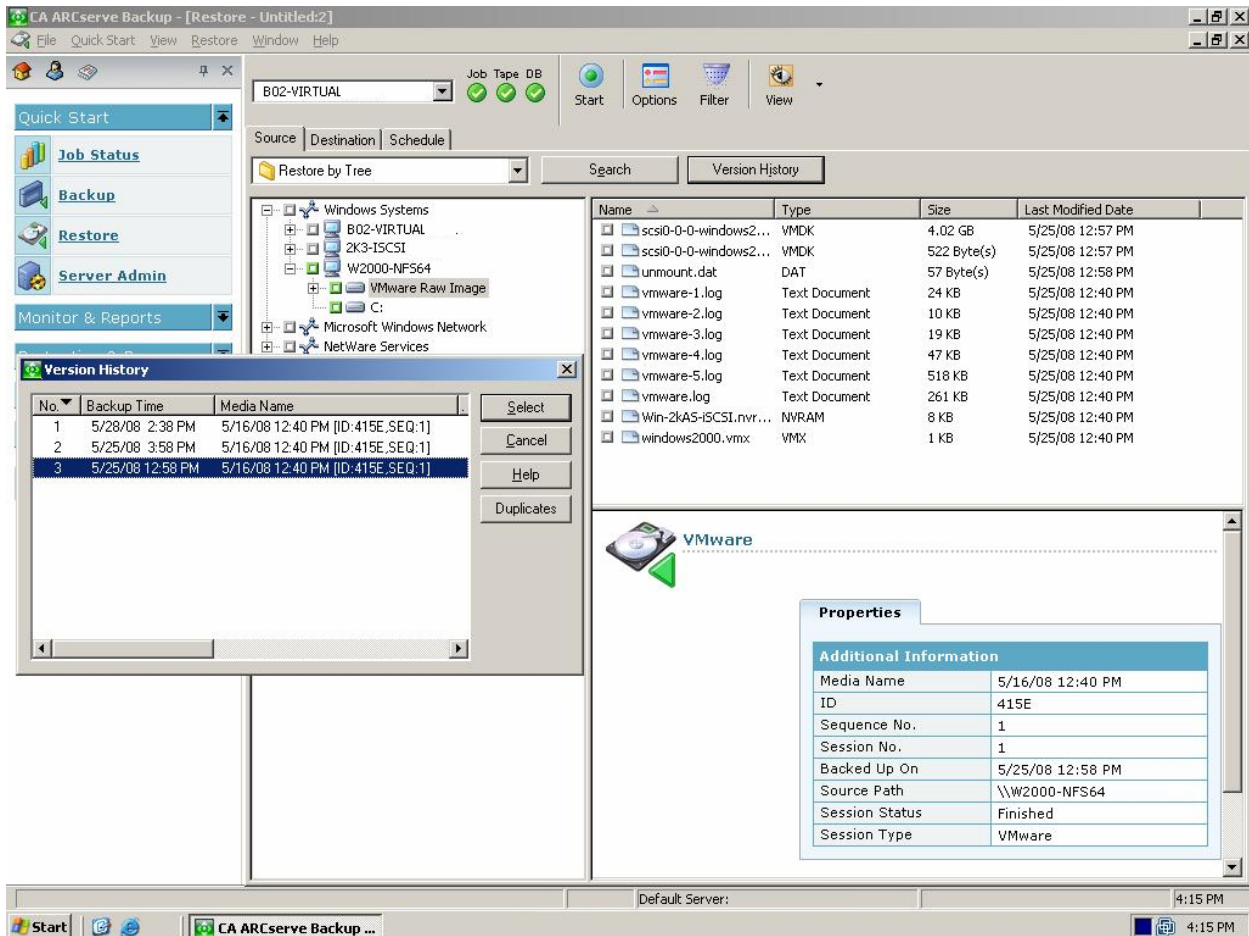 CA ARCserve Backup - [Restore - Untitled:2]
File Quick Start View Restore Window Help
B02-VIRTUAL
Job Tape DB
Start Options Filter View
Quick Start
Job Status
Backup
Restore
Server Admin
Monitor & Reports
Source Destination Schedule
Restore by Tree
Search Version History
Windows Systems
B02-VIRTUAL
2K3-ISCSI
W2000-NFS64
VMware Raw Image
C:
Microsoft Windows Network
NetWare Services
Name Type Size Last Modified Date
scsi0-0-0-windows2... VMDK 4.02 GB 5/25/08 12:57 PM
scsi0-0-0-windows2... VMDK 522 Byte(s) 5/25/08 12:57 PM
unmount.dat DAT 57 Byte(s) 5/25/08 12:58 PM
vmware-1.log Text Document 24 KB 5/25/08 12:40 PM
vmware-2.log Text Document 10 KB 5/25/08 12:40 PM
vmware-3.log Text Document 19 KB 5/25/08 12:40 PM
vmware-4.log Text Document 47 KB 5/25/08 12:40 PM
vmware-5.log Text Document 518 KB 5/25/08 12:40 PM
vmware.log Text Document 261 KB 5/25/08 12:40 PM
Win-2kAS-iSCSI.nvr... NVRAM 8 KB 5/25/08 12:40 PM
windows2000.vmx VMX 1 KB 5/25/08 12:40 PM
Version History
No. Backup Time Media Name
1 5/28/08 2:38 PM 5/16/08 12:40 PM [ID:415E,SEQ:1]
2 5/25/08 3:58 PM 5/16/08 12:40 PM [ID:415E,SEQ:1]
3 5/25/08 12:58 PM 5/16/08 12:40 PM [ID:415E,SEQ:1]
Select
Cancel
Help
Duplicates
VMware
Properties
Additional Information
Media Name 5/16/08 12:40 PM
ID 415E
Sequence No. 1
Session No. 1
Backed Up On 5/25/08 12:58 PM
Source Path \\W2000-NFS64
Session Status Finished
Session Type VMware
Default Server: 4:15 PM
Start CA ARCserve Backup ... 4:15 PM